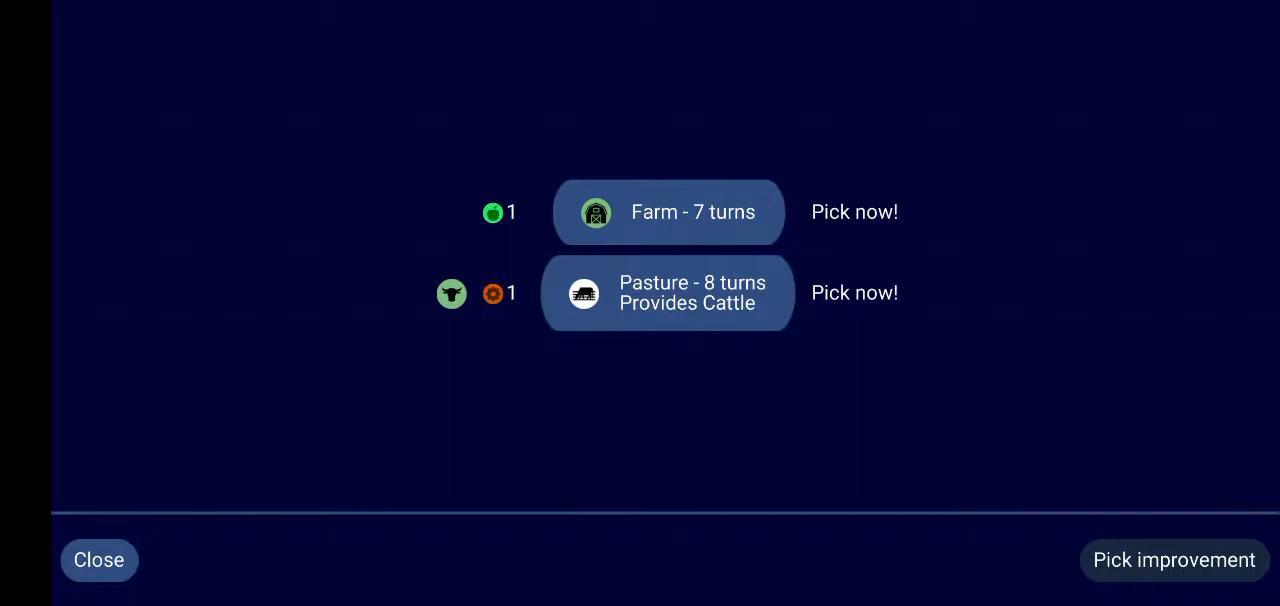 1 Farm - 7 turns Pick now!
1 Pasture - 8 turns Pick now!
Provides Cattle
Close Pick improvement